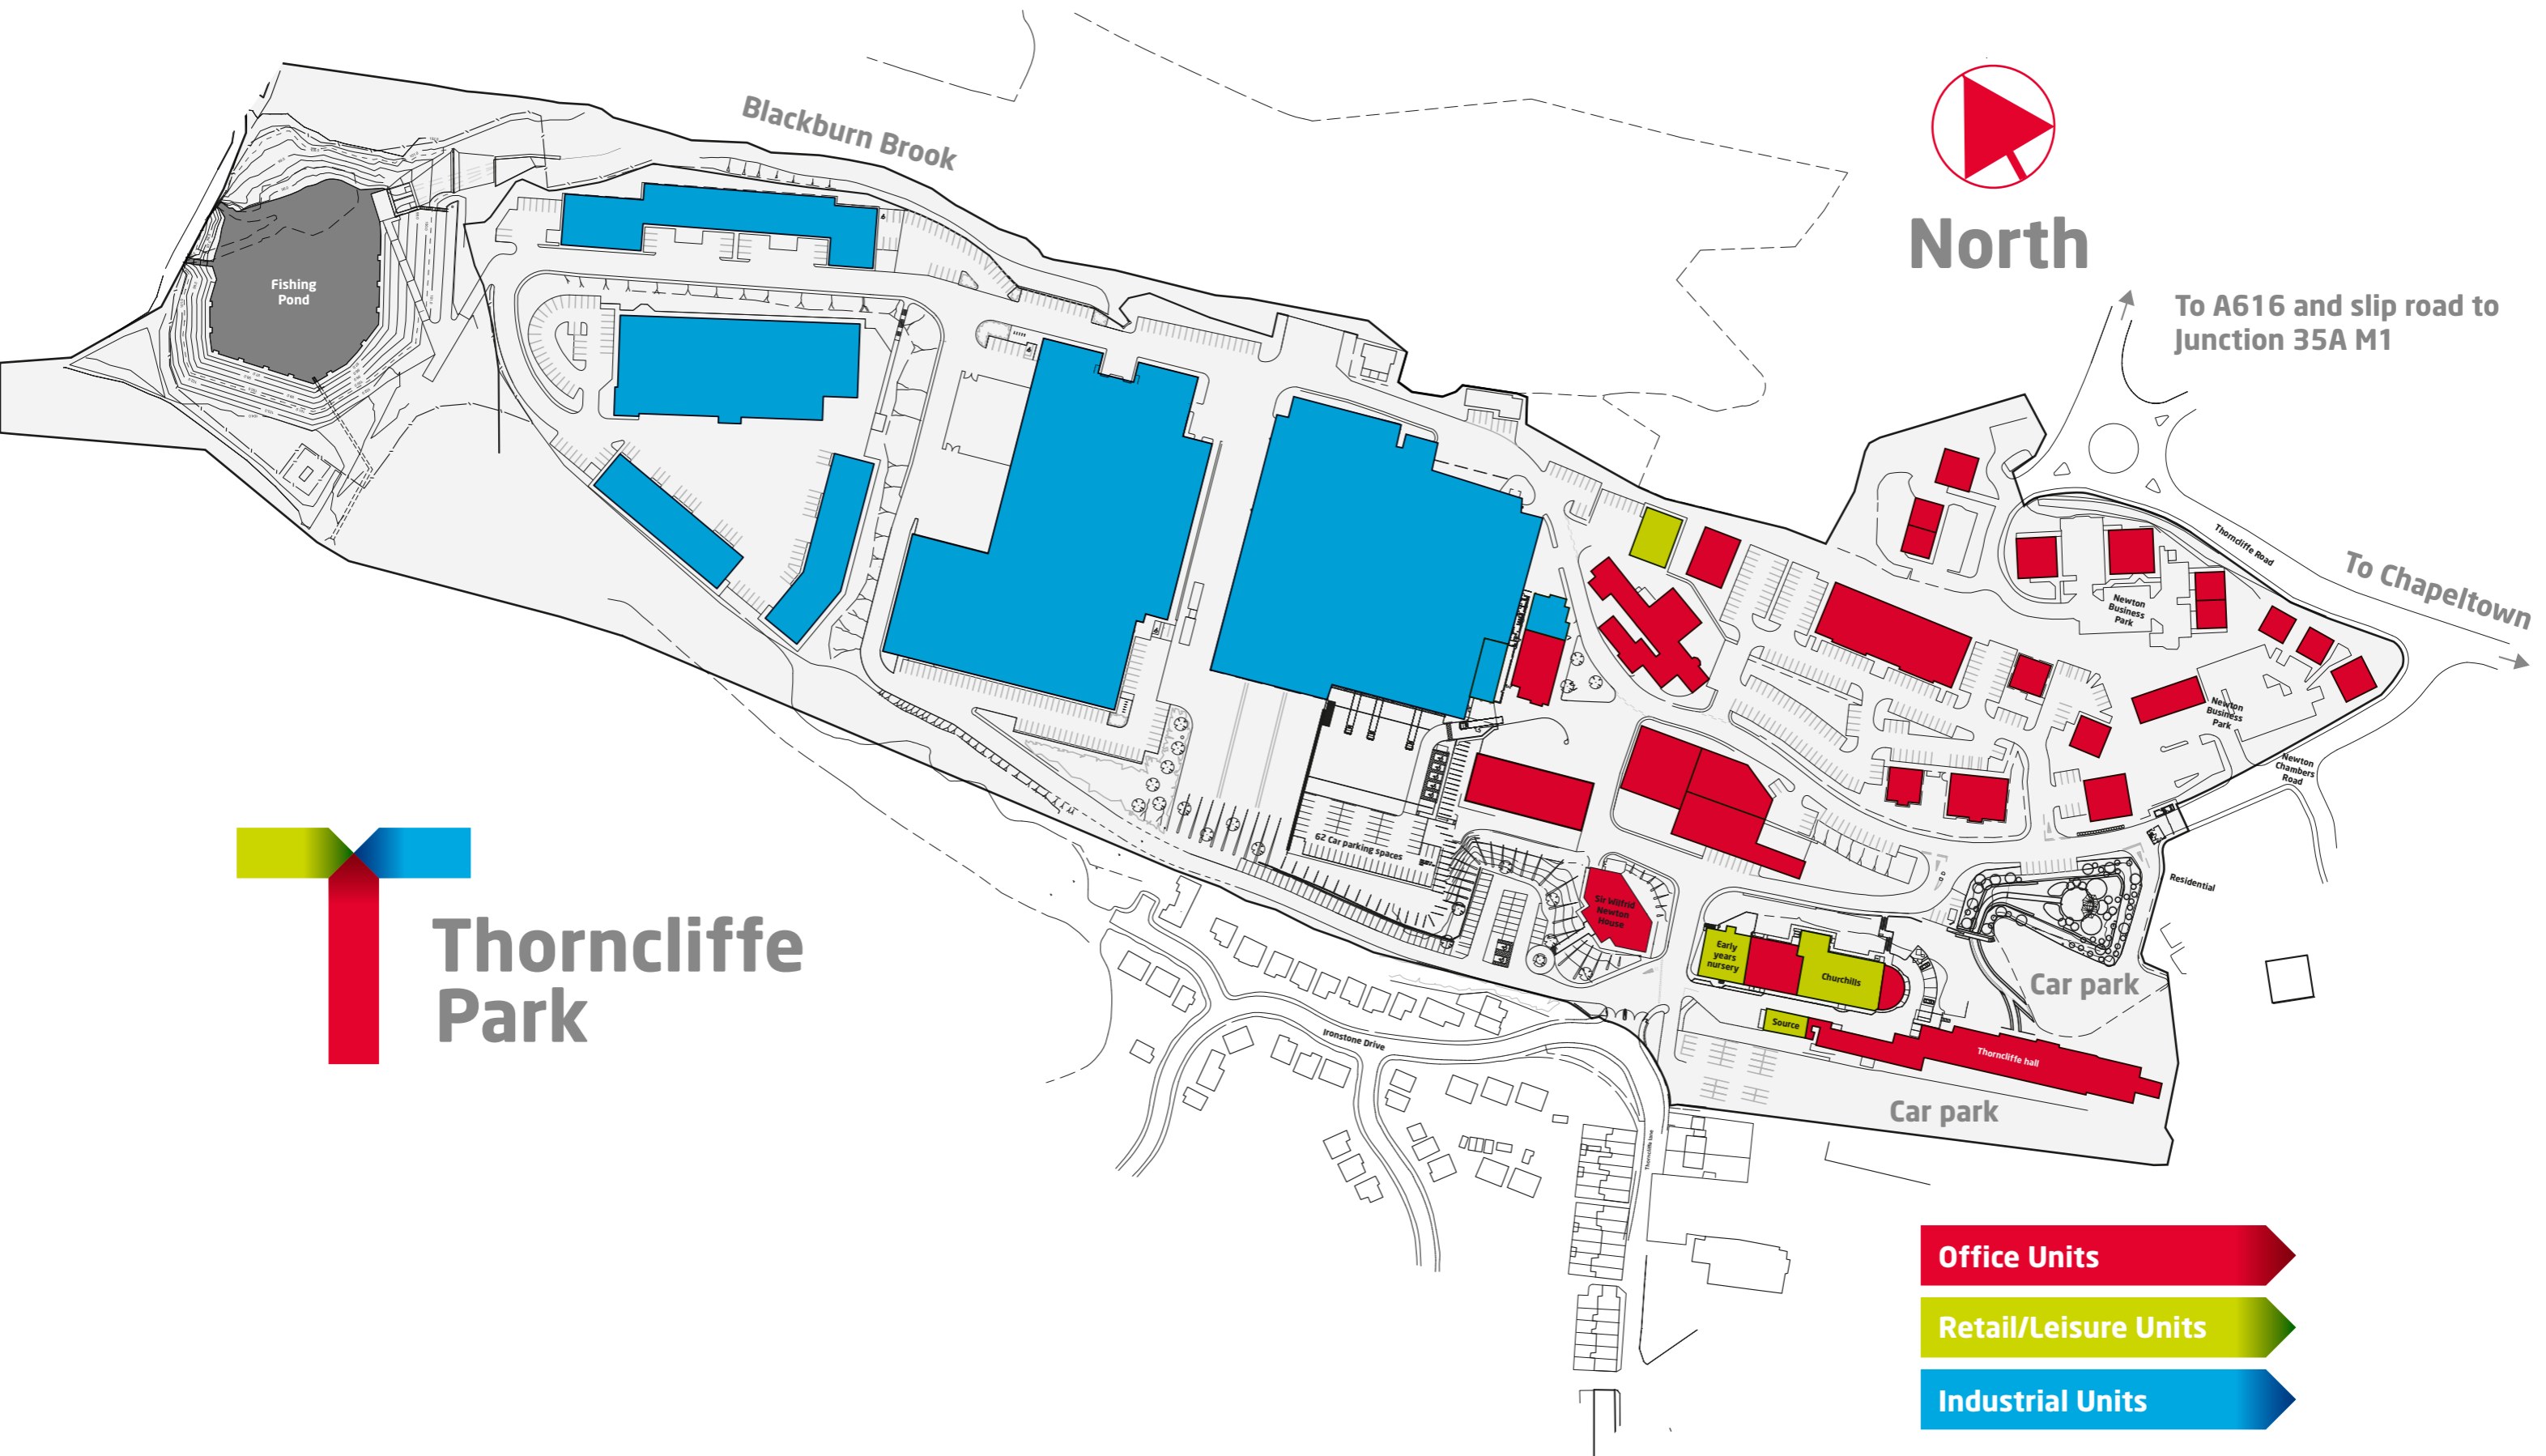 Blackburn Brook
North
To A616 and slip road to
Junction 35A M1
Fishing
Pond
Thorncliffe Road
To Chapeltown
Newton
Business
Park
Newton
Business
Park
Newton
Chambers
Road
62 Car parking spaces
Residential
Sir Wilfrid
Newton
House
Early
years
nursery
Churchills
Car park
Source
Thorncliffe hall
Ironstone Drive
Car park
Thorncliffe lane
Thorncliffe
Park
Office Units
Retail/Leisure Units
Industrial Units